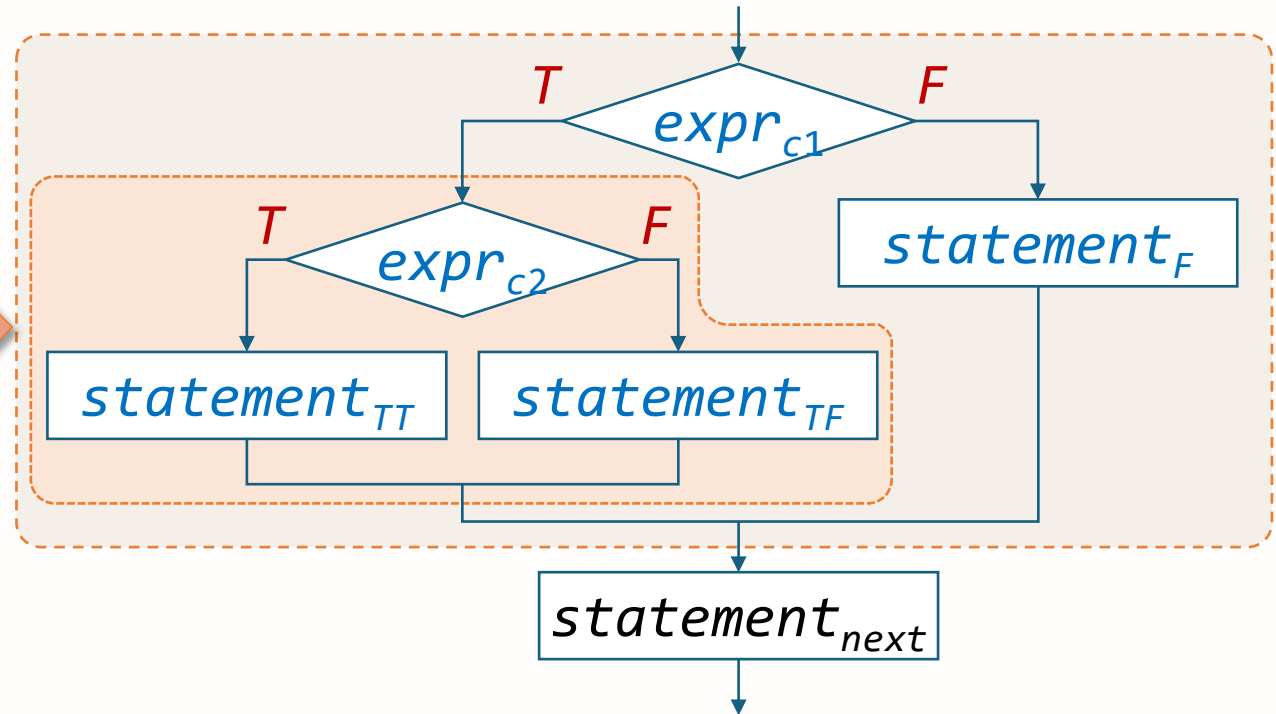 T F
expr_c1
T F
expr_c2
statement_F
statement_TT statement_TF
statement_next